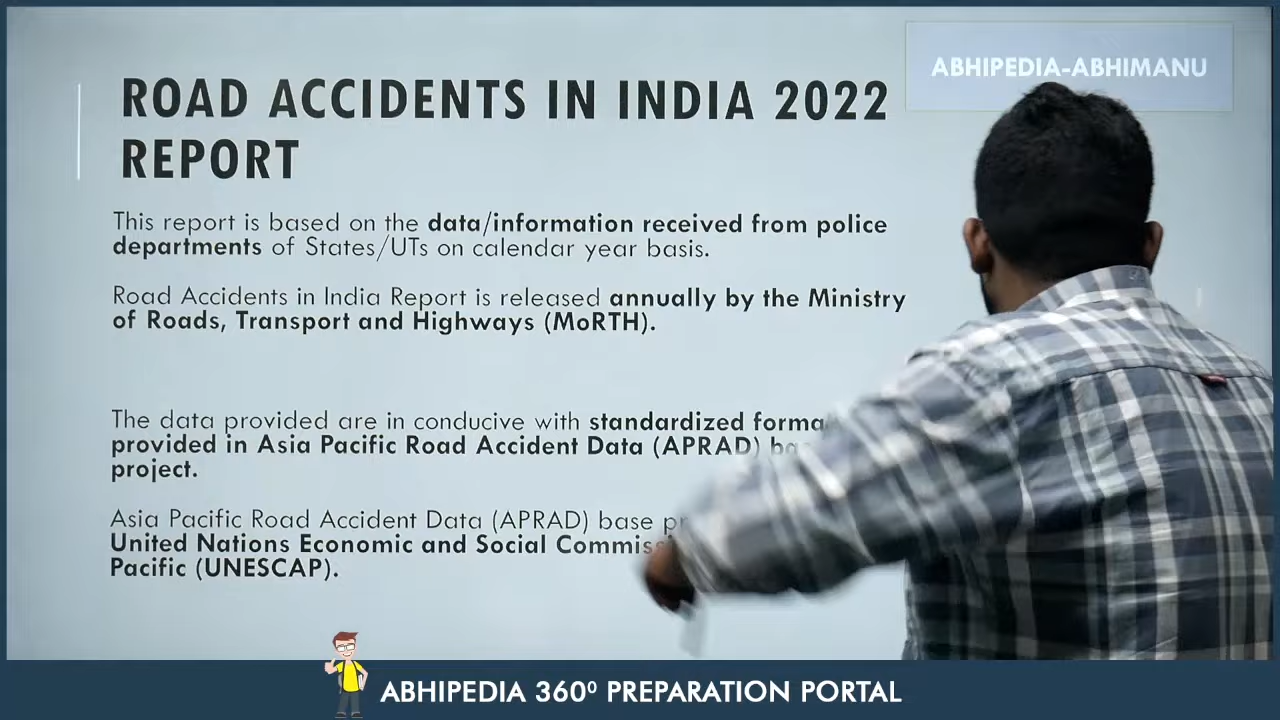 ABHIPEDIA-ABHIMANU
ROAD ACCIDENTS IN INDIA 2022
REPORT
This report is based on the data/information received from police
departments of States/UTs on calendar year basis.
Road Accidents in India Report is released annually by the Ministry
of Roads, Transport and Highways (MoRTH).
The data provided are in conducive with standardized
provided in Asia Pacific Road Accident Data (APRAD)
project.
Asia Pacific Road Accident Data (APRAD) base
United Nations Economic and Social
Pacific (UNESCAP).
ABHIPEDIA 360⁰ PREPARATION PORTAL